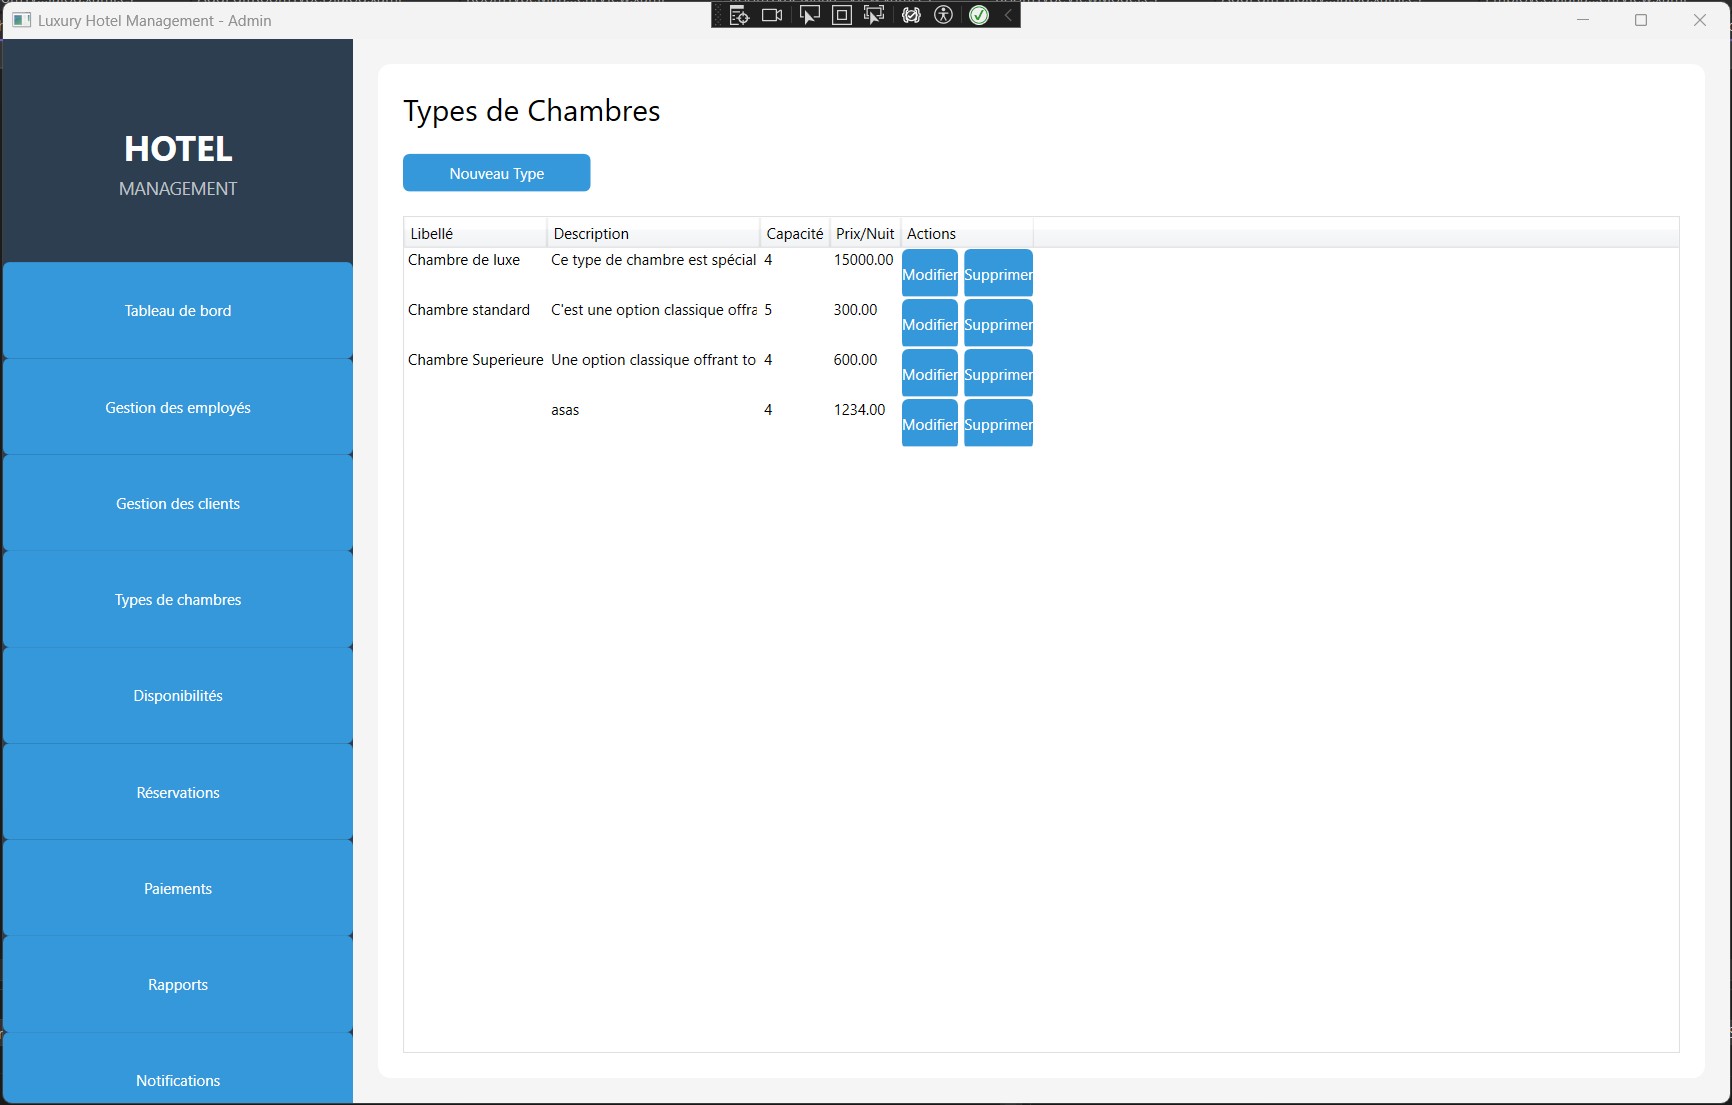 Luxury Hotel Management - Admin
HOTEL
MANAGEMENT
Tableau de bord
Gestion des employés
Gestion des clients
Types de chambres
Disponibilités
Réservations
Paiements
Rapports
Notifications
Types de Chambres
Nouveau Type
Libellé Description Capacité Prix/Nuit Actions
Chambre de luxe Ce type de chambre est spécial 4 15000.00 Modifier Supprimer
Chambre standard C'est une option classique offra 5 300.00 Modifier Supprimer
Chambre Superieure Une option classique offrant to 4 600.00 Modifier Supprimer
asas 4 1234.00 Modifier Supprimer